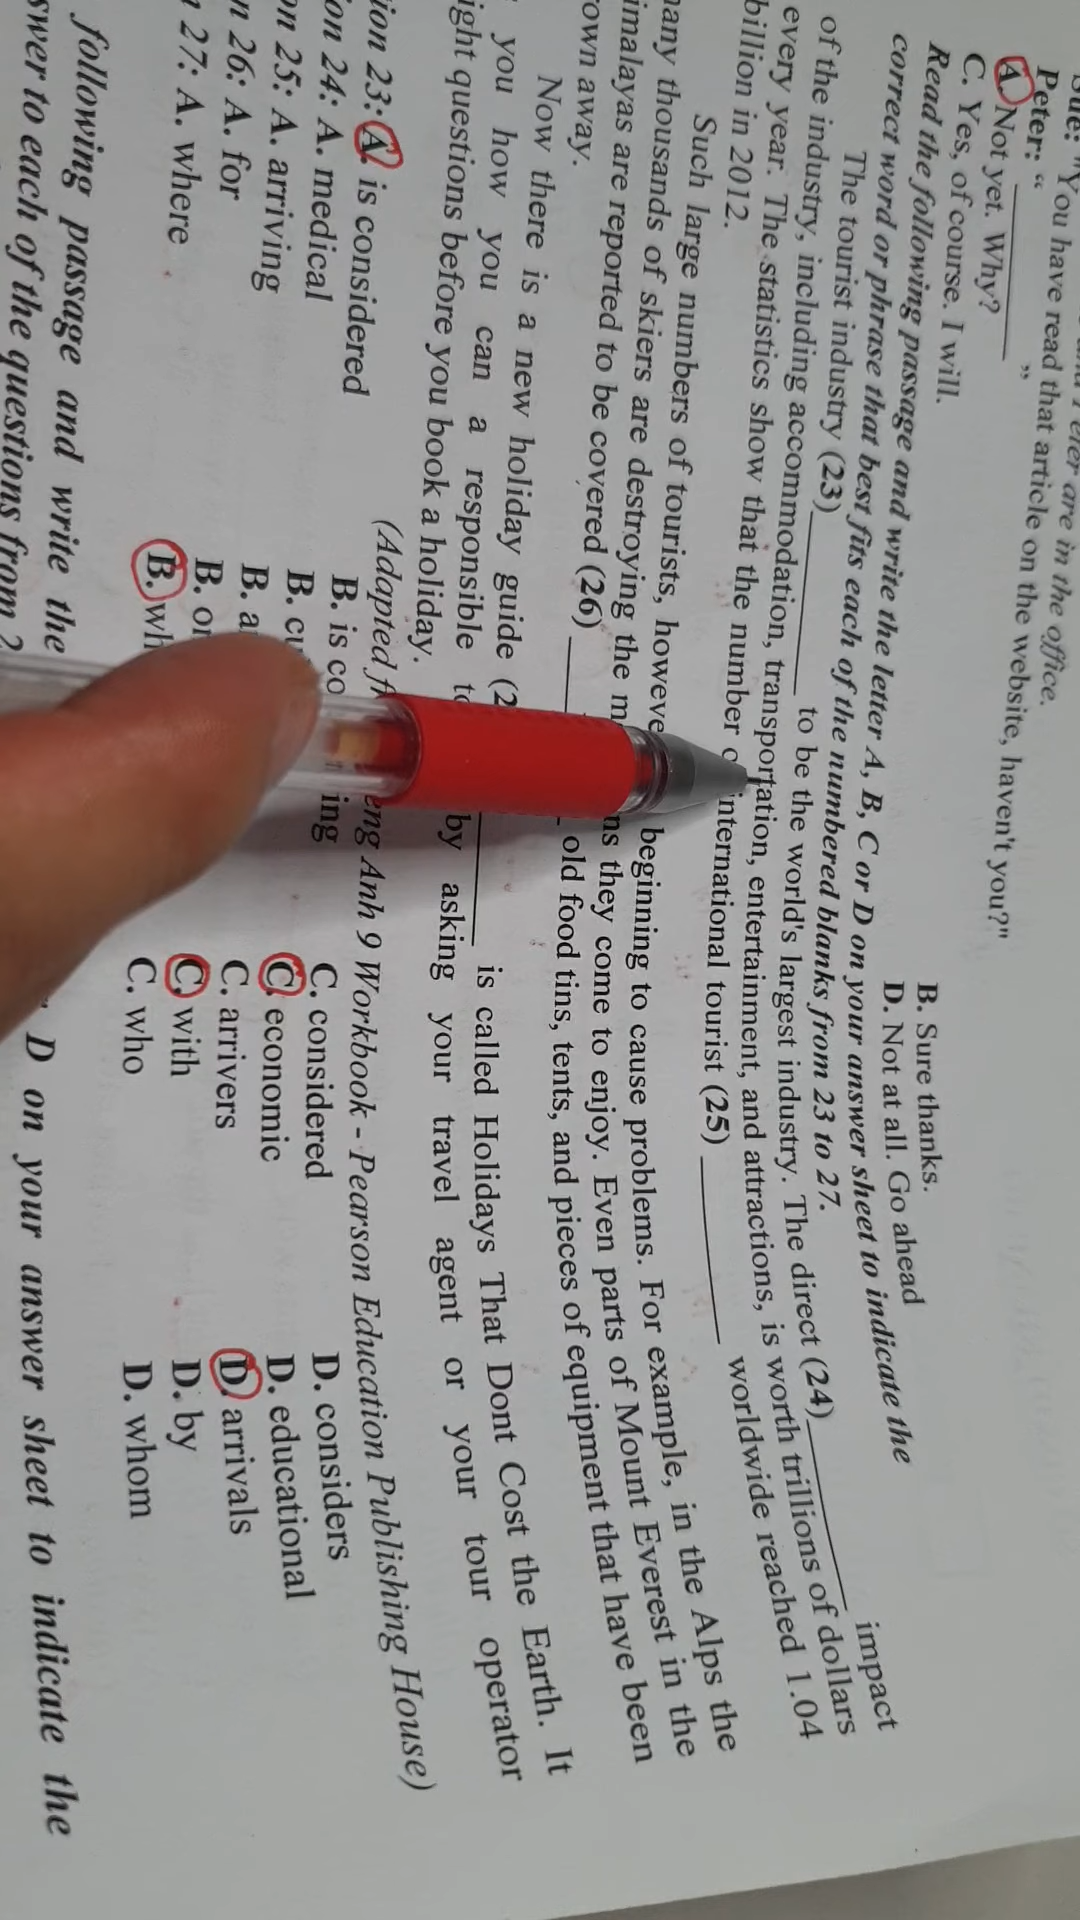 "You have read that article on the website, haven't you?"
Peter: “ ________ ”
A. Not yet. Why? B. Sure thanks.
C. Yes, of course. I will. D. Not at all. Go ahead
Read the following passage and write the letter A, B, C or D on your answer sheet to indicate the
correct word or phrase that best fits each of the numbered blanks from 23 to 27.
The tourist industry (23)________ to be the world's largest industry. The direct (24)________ impact
of the industry, including accommodation, transportation, entertainment, and attractions, is worth trillions of dollars
every year. The statistics show that the number international tourist (25) ________ worldwide reached 1.04
billion in 2012.
Such large numbers of tourists, beginning to cause problems. For example, in the Alps the
many thousands of skiers are destroying the they come to enjoy. Even parts of Mount Everest in the
are reported to be covered (26) ________ old food tins, tents, and pieces of equipment that have been
away.
Now there is a new holiday guide ________ is called Holidays That Dont Cost the Earth. It
you how you can a responsible by asking your travel agent or your tour operator
questions before you book a holiday.
(Adapted Anh 9 Workbook - Pearson Education Publishing House)
23: A. is considered B. is C. considered D. considers
24: A. medical B. C. economic D. educational
25: A. arriving B. C. arrivers D. arrivals
26: A. for B. C. with D. by
27: A. where B. C. who D. whom
following passage and write the D on your answer sheet to indicate the
to each of the questions from